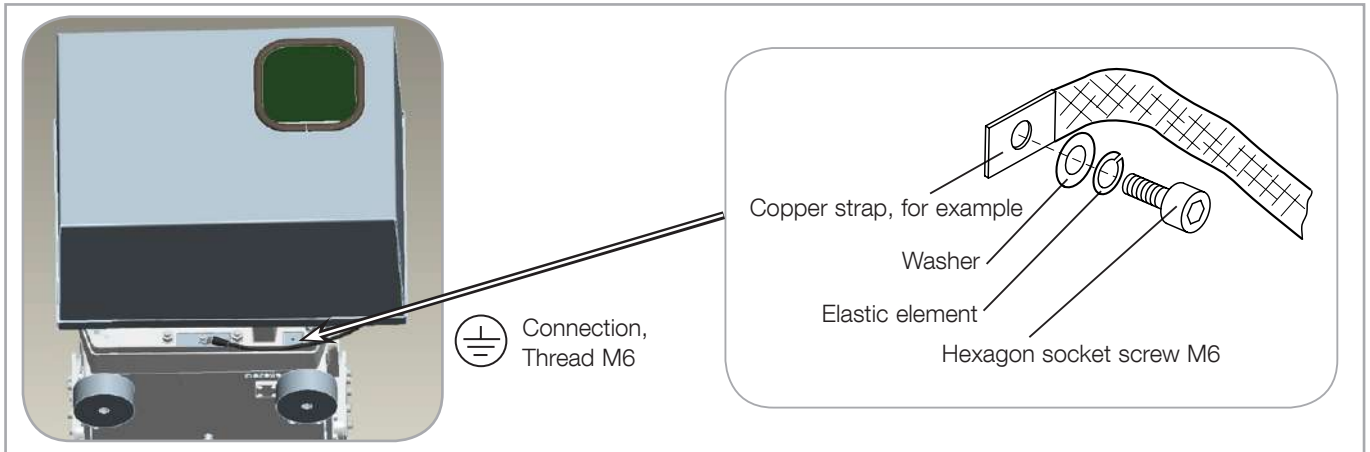 Connection,
Thread M6
Copper strap, for example
Washer
Elastic element
Hexagon socket screw M6